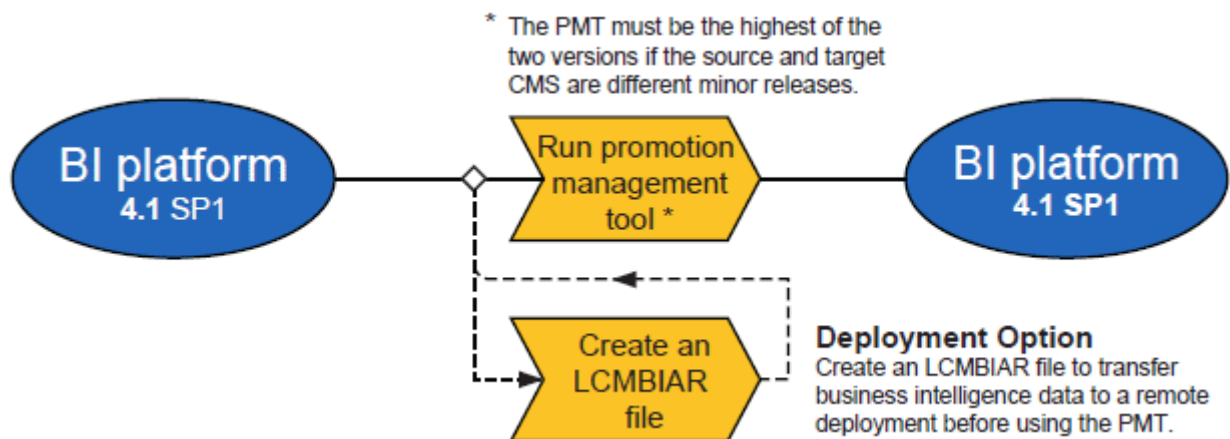 * The PMT must be the highest of the
two versions if the source and target
CMS are different minor releases.
BI platform
4.1 SP1
Run promotion
management
tool *
BI platform
4.1 SP1
Create an
LCMBIAR
file
Deployment Option
Create an LCMBIAR file to transfer
business intelligence data to a remote
deployment before using the PMT.